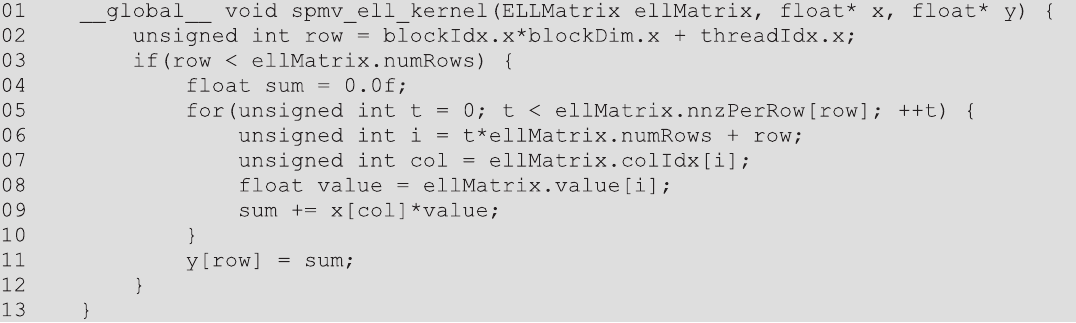 01    __global__ void spmv_ell_kernel(ELLMatrix ellMatrix, float* x, float* y) {
02        unsigned int row = blockIdx.x*blockDim.x + threadIdx.x;
03        if(row < ellMatrix.numRows) {
04            float sum = 0.0f;
05            for(unsigned int t = 0; t < ellMatrix.nnzPerRow[row]; ++t) {
06                unsigned int i = t*ellMatrix.numRows + row;
07                unsigned int col = ellMatrix.colIdx[i];
08                float value = ellMatrix.value[i];
09                sum += x[col]*value;
10            }
11            y[row] = sum;
12        }
13    }